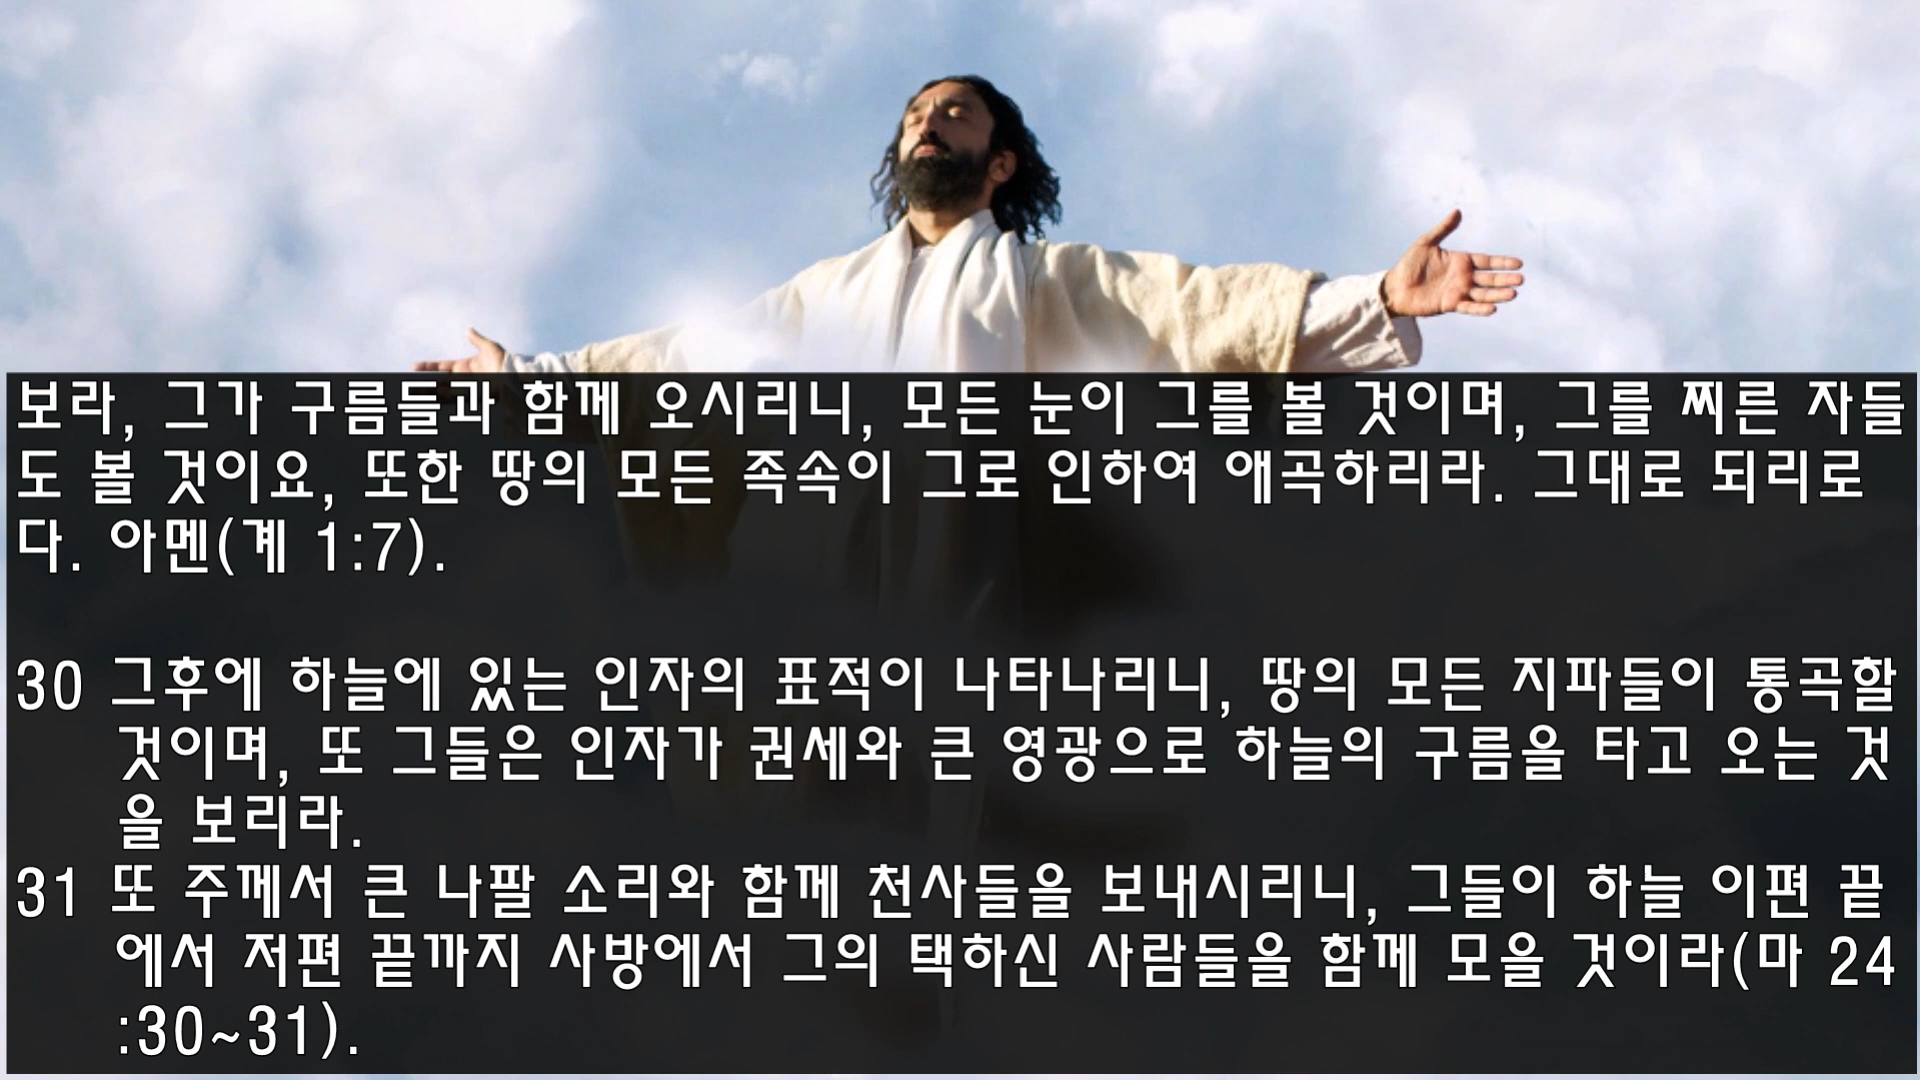 보라, 그가 구름들과 함께 오시리니, 모든 눈이 그를 볼 것이며, 그를 찌른 자들
도 볼 것이요, 또한 땅의 모든 족속이 그로 인하여 애곡하리라. 그대로 되리로
다. 아멘(계 1:7).
30 그후에 하늘에 있는 인자의 표적이 나타나리니, 땅의 모든 지파들이 통곡할
것이며, 또 그들은 인자가 권세와 큰 영광으로 하늘의 구름을 타고 오는 것
을 보리라.
31 또 주께서 큰 나팔 소리와 함께 천사들을 보내시리니, 그들이 하늘 이편 끝
에서 저편 끝까지 사방에서 그의 택하신 사람들을 함께 모을 것이라(마 24
:30~31).